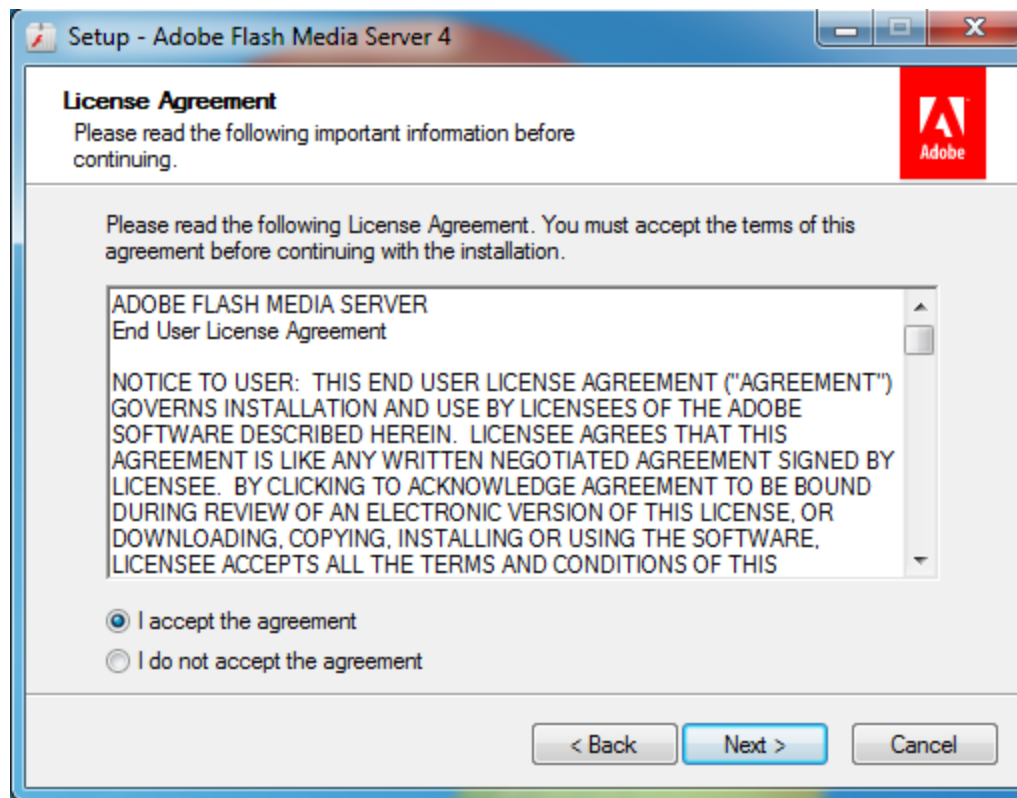 Setup - Adobe Flash Media Server 4
License Agreement
Please read the following important information before
continuing.
Adobe
Please read the following License Agreement. You must accept the terms of this
agreement before continuing with the installation.
ADOBE FLASH MEDIA SERVER
End User License Agreement
NOTICE TO USER:  THIS END USER LICENSE AGREEMENT ("AGREEMENT")
GOVERNS INSTALLATION AND USE BY LICENSEES OF THE ADOBE
SOFTWARE DESCRIBED HEREIN.  LICENSEE AGREES THAT THIS
AGREEMENT IS LIKE ANY WRITTEN NEGOTIATED AGREEMENT SIGNED BY
LICENSEE.  BY CLICKING TO ACKNOWLEDGE AGREEMENT TO BE BOUND
DURING REVIEW OF AN ELECTRONIC VERSION OF THIS LICENSE, OR
DOWNLOADING, COPYING, INSTALLING OR USING THE SOFTWARE,
LICENSEE ACCEPTS ALL THE TERMS AND CONDITIONS OF THIS
I accept the agreement
I do not accept the agreement
< Back
Next >
Cancel